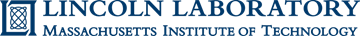 LINCOLN LABORATORY
MASSACHUSETTS INSTITUTE OF TECHNOLOGY